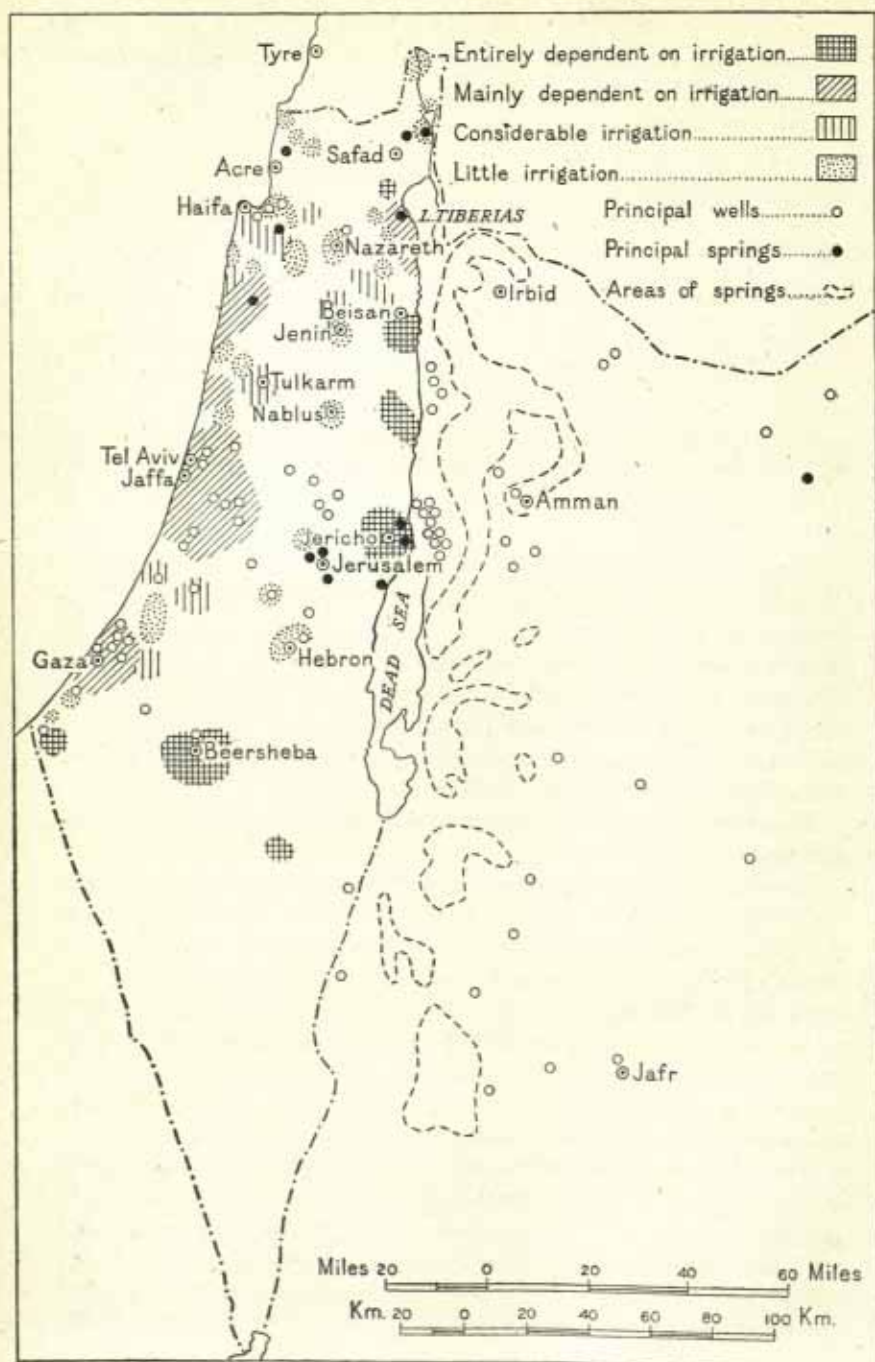 Tyre
Entirely dependent on irrigation.....
Mainly dependent on irrigation.........
Considerable irrigation.....................
Little irrigation................................
Principal wells........
Principal springs.......
Areas of springs......
Safad
Acre
Haifa
L.TIBERIAS
Nazareth
Irbid
Beisan
Jenin
Tulkarm
Nablus
Tel Aviv
Jaffa
Amman
Jericho
Jerusalem
DEAD SEA
Gaza
Hebron
Beersheba
Jafr
Miles 20 0 20 40 60 Miles
Km. 20 0 20 40 60 80 100 Km.